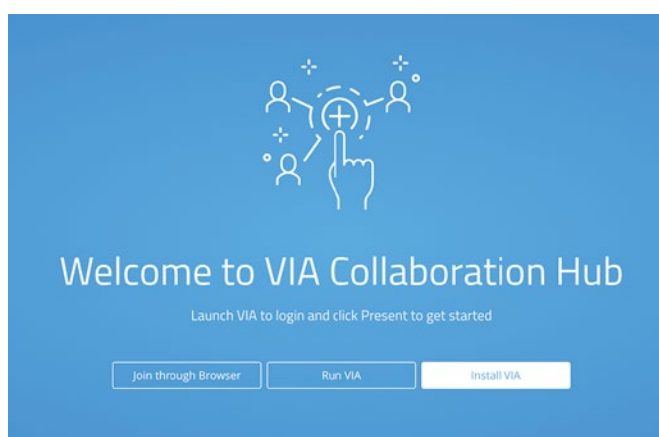 Welcome to VIA Collaboration Hub
Launch VIA to login and click Present to get started
Join through Browser
Run VIA
Install VIA